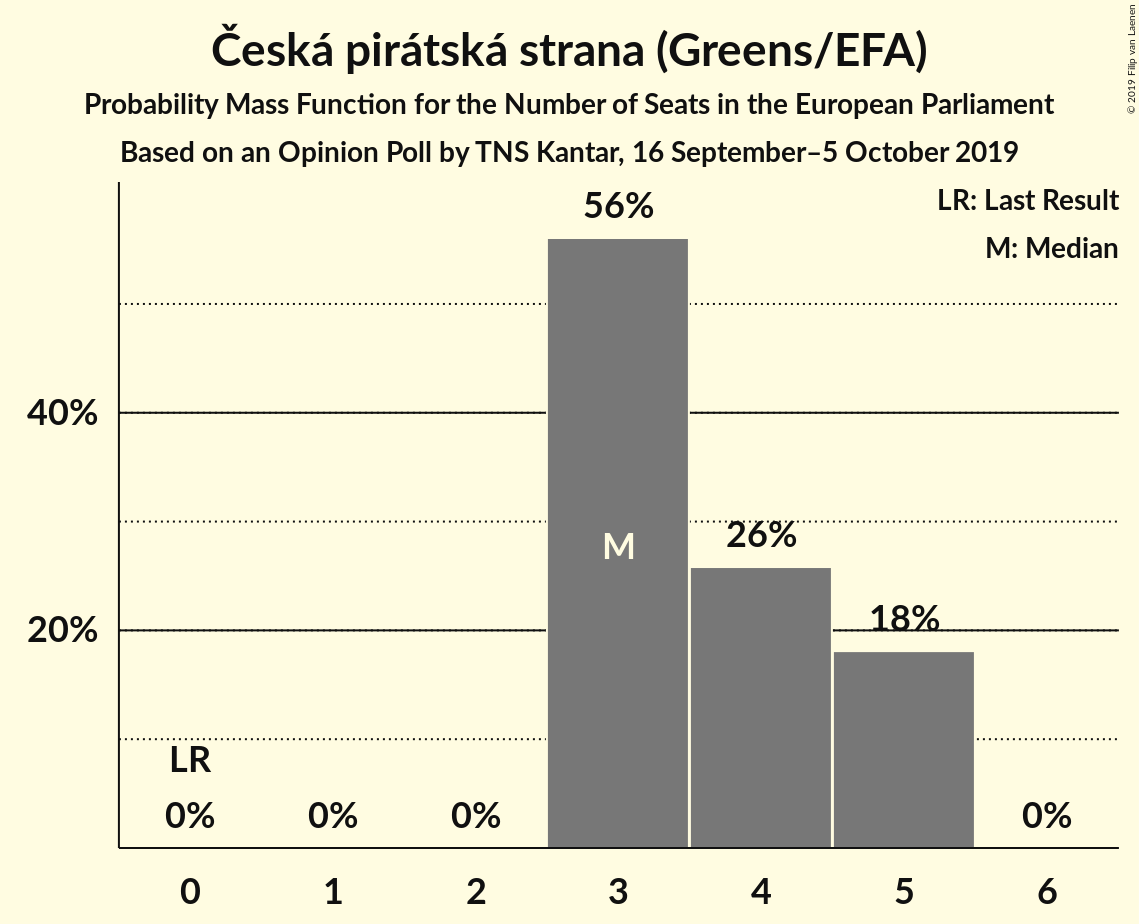 Česká pirátská strana (Greens/EFA)
Probability Mass Function for the Number of Seats in the European Parliament
Based on an Opinion Poll by TNS Kantar, 16 September–5 October 2019
© 2019 Filip van Laenen
LR: Last Result
M: Median
56%
40%
M
26%
20%
18%
LR
0%
0%
0%
0%
0
1
2
3
4
5
6